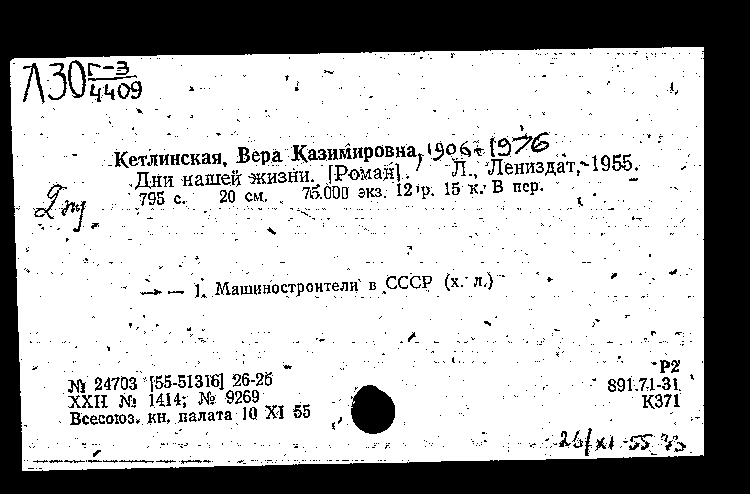 Л30 Г-3
4409
Кетлинская, Вера Казимировна, 1906-1976
Дни нашей жизни. [Роман]. Л., Лениздат, 1955.
795 с. 20 см. 75.000 экз. 12 р. 15 к. В пер.
— — 1. Машиностроители в СССР (х. л.)
№ 24703 [55-51316] 26-25
XXII № 1414; № 9269
Всесоюз. кн. палата 10 XI 55
Р2
891.71-31
К371
26/XI-55